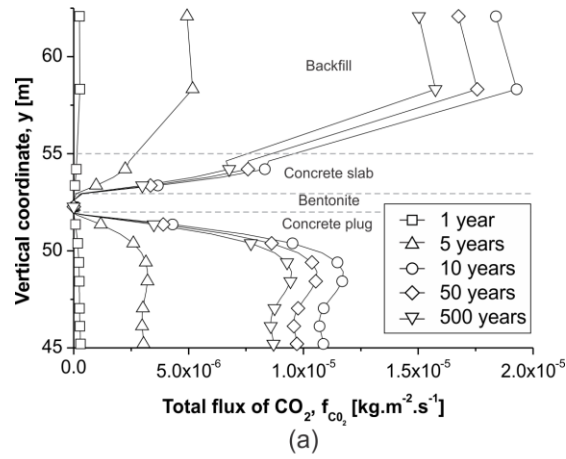 60
55
50
45
Vertical coordinate, y [m]
Backfill
Concrete slab
Bentonite
Concrete plug
1 year
5 years
10 years
50 years
500 years
0.0
5.0x10⁻⁶
1.0x10⁻⁵
1.5x10⁻⁵
2.0x10⁻⁵
Total flux of CO₂, f_C0₂ [kg.m⁻².s⁻¹]
(a)